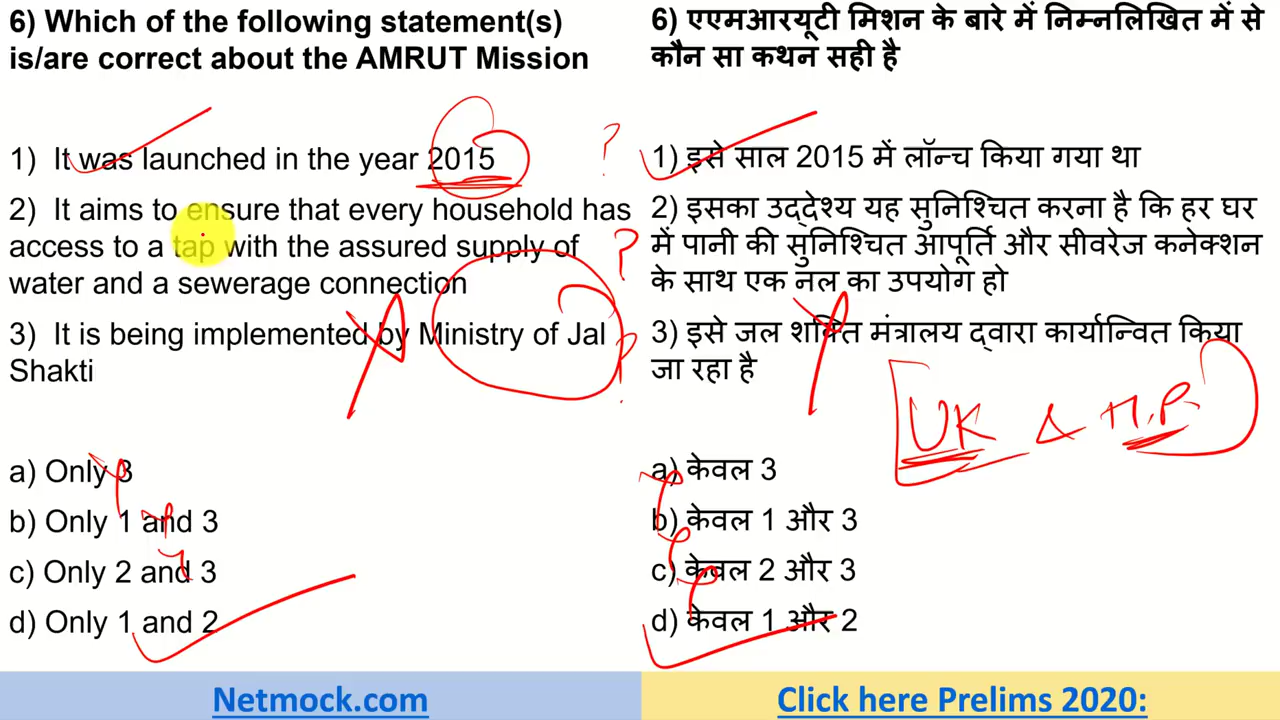 6) Which of the following statement(s)
is/are correct about the AMRUT Mission
1) It was launched in the year 2015
2) It aims to ensure that every household has
access to a tap with the assured supply of
water and a sewerage connection
3) It is being implemented by Ministry of Jal
Shakti
a) Only 3
b) Only 1 and 3
c) Only 2 and 3
d) Only 1 and 2
6) एएमआरयूटी मिशन के बारे में निम्नलिखित में से
कौन सा कथन सही है
1) इसे साल 2015 में लॉन्च किया गया था
2) इसका उद्देश्य यह सुनिश्चित करना है कि हर घर
में पानी की सुनिश्चित आपूर्ति और सीवरेज कनेक्शन
के साथ एक नल का उपयोग हो
3) इसे जल शक्ति मंत्रालय द्वारा कार्यान्वित किया
जा रहा है
UK & H.P.
a) केवल 3
b) केवल 1 और 3
c) केवल 2 और 3
d) केवल 1 और 2
? 
?
?
Netmock.com
Click here Prelims 2020: